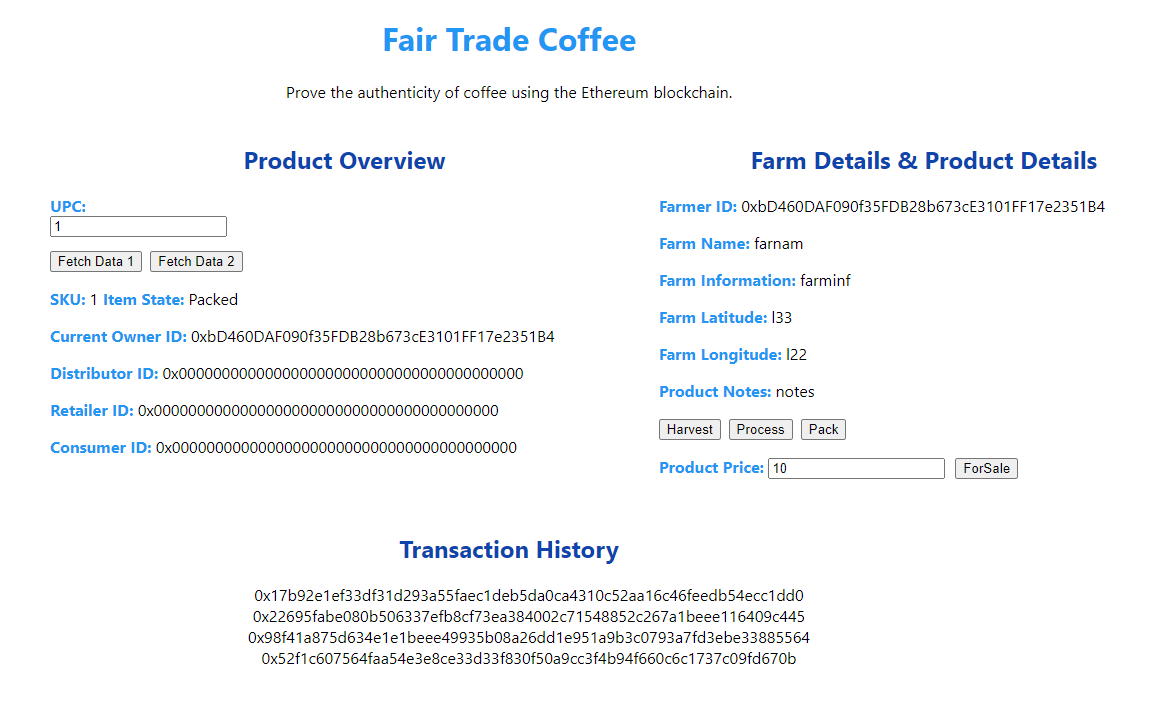 Fair Trade Coffee
Prove the authenticity of coffee using the Ethereum blockchain.
Product Overview
UPC:
1
Fetch Data 1 Fetch Data 2
SKU: 1 Item State: Packed
Current Owner ID: 0xbD460DAF090f35FDB28b673cE3101FF17e2351B4
Distributor ID: 0x0000000000000000000000000000000000000000
Retailer ID: 0x0000000000000000000000000000000000000000
Consumer ID: 0x0000000000000000000000000000000000000000
Farm Details & Product Details
Farmer ID: 0xbD460DAF090f35FDB28b673cE3101FF17e2351B4
Farm Name: farnam
Farm Information: farminf
Farm Latitude: l33
Farm Longitude: l22
Product Notes: notes
Harvest Process Pack
Product Price: 10 ForSale
Transaction History
0x17b92e1ef33df31d293a55faec1deb5da0ca4310c52aa16c46feedb54ecc1dd0
0x22695fabe080b506337efb8cf73ea384002c71548852c267a1beee116409c445
0x98f41a875d634e1e1beee49935b08a26dd1e951a9b3c0793a7fd3ebe33885564
0x52f1c607564faa54e3e8ce33d33f830f50a9cc3f4b94f660c6c1737c09fd670b